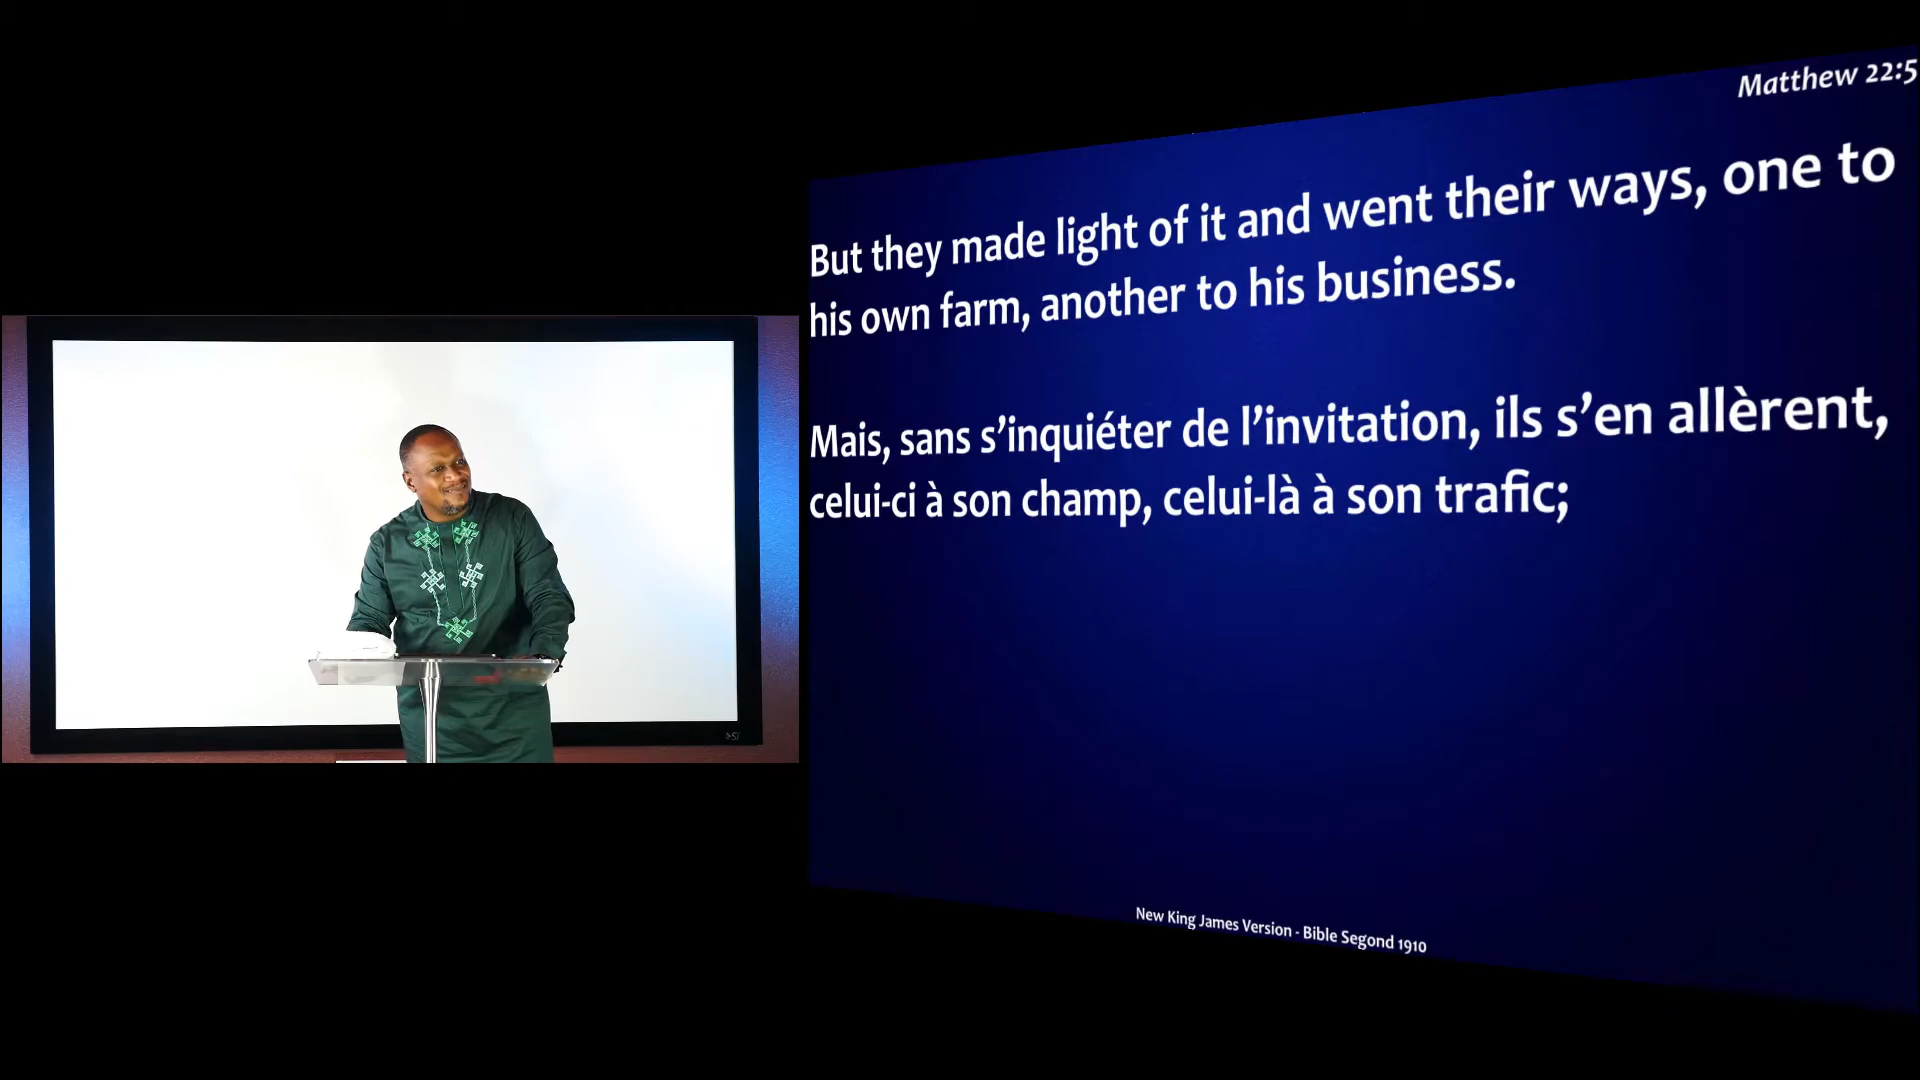 Matthew 22:5
But they made light of it and went their ways, one to
his own farm, another to his business.
Mais, sans s’inquiéter de l’invitation, ils s’en allèrent,
celui-ci à son champ, celui-là à son trafic;
New King James Version - Bible Segond 1910